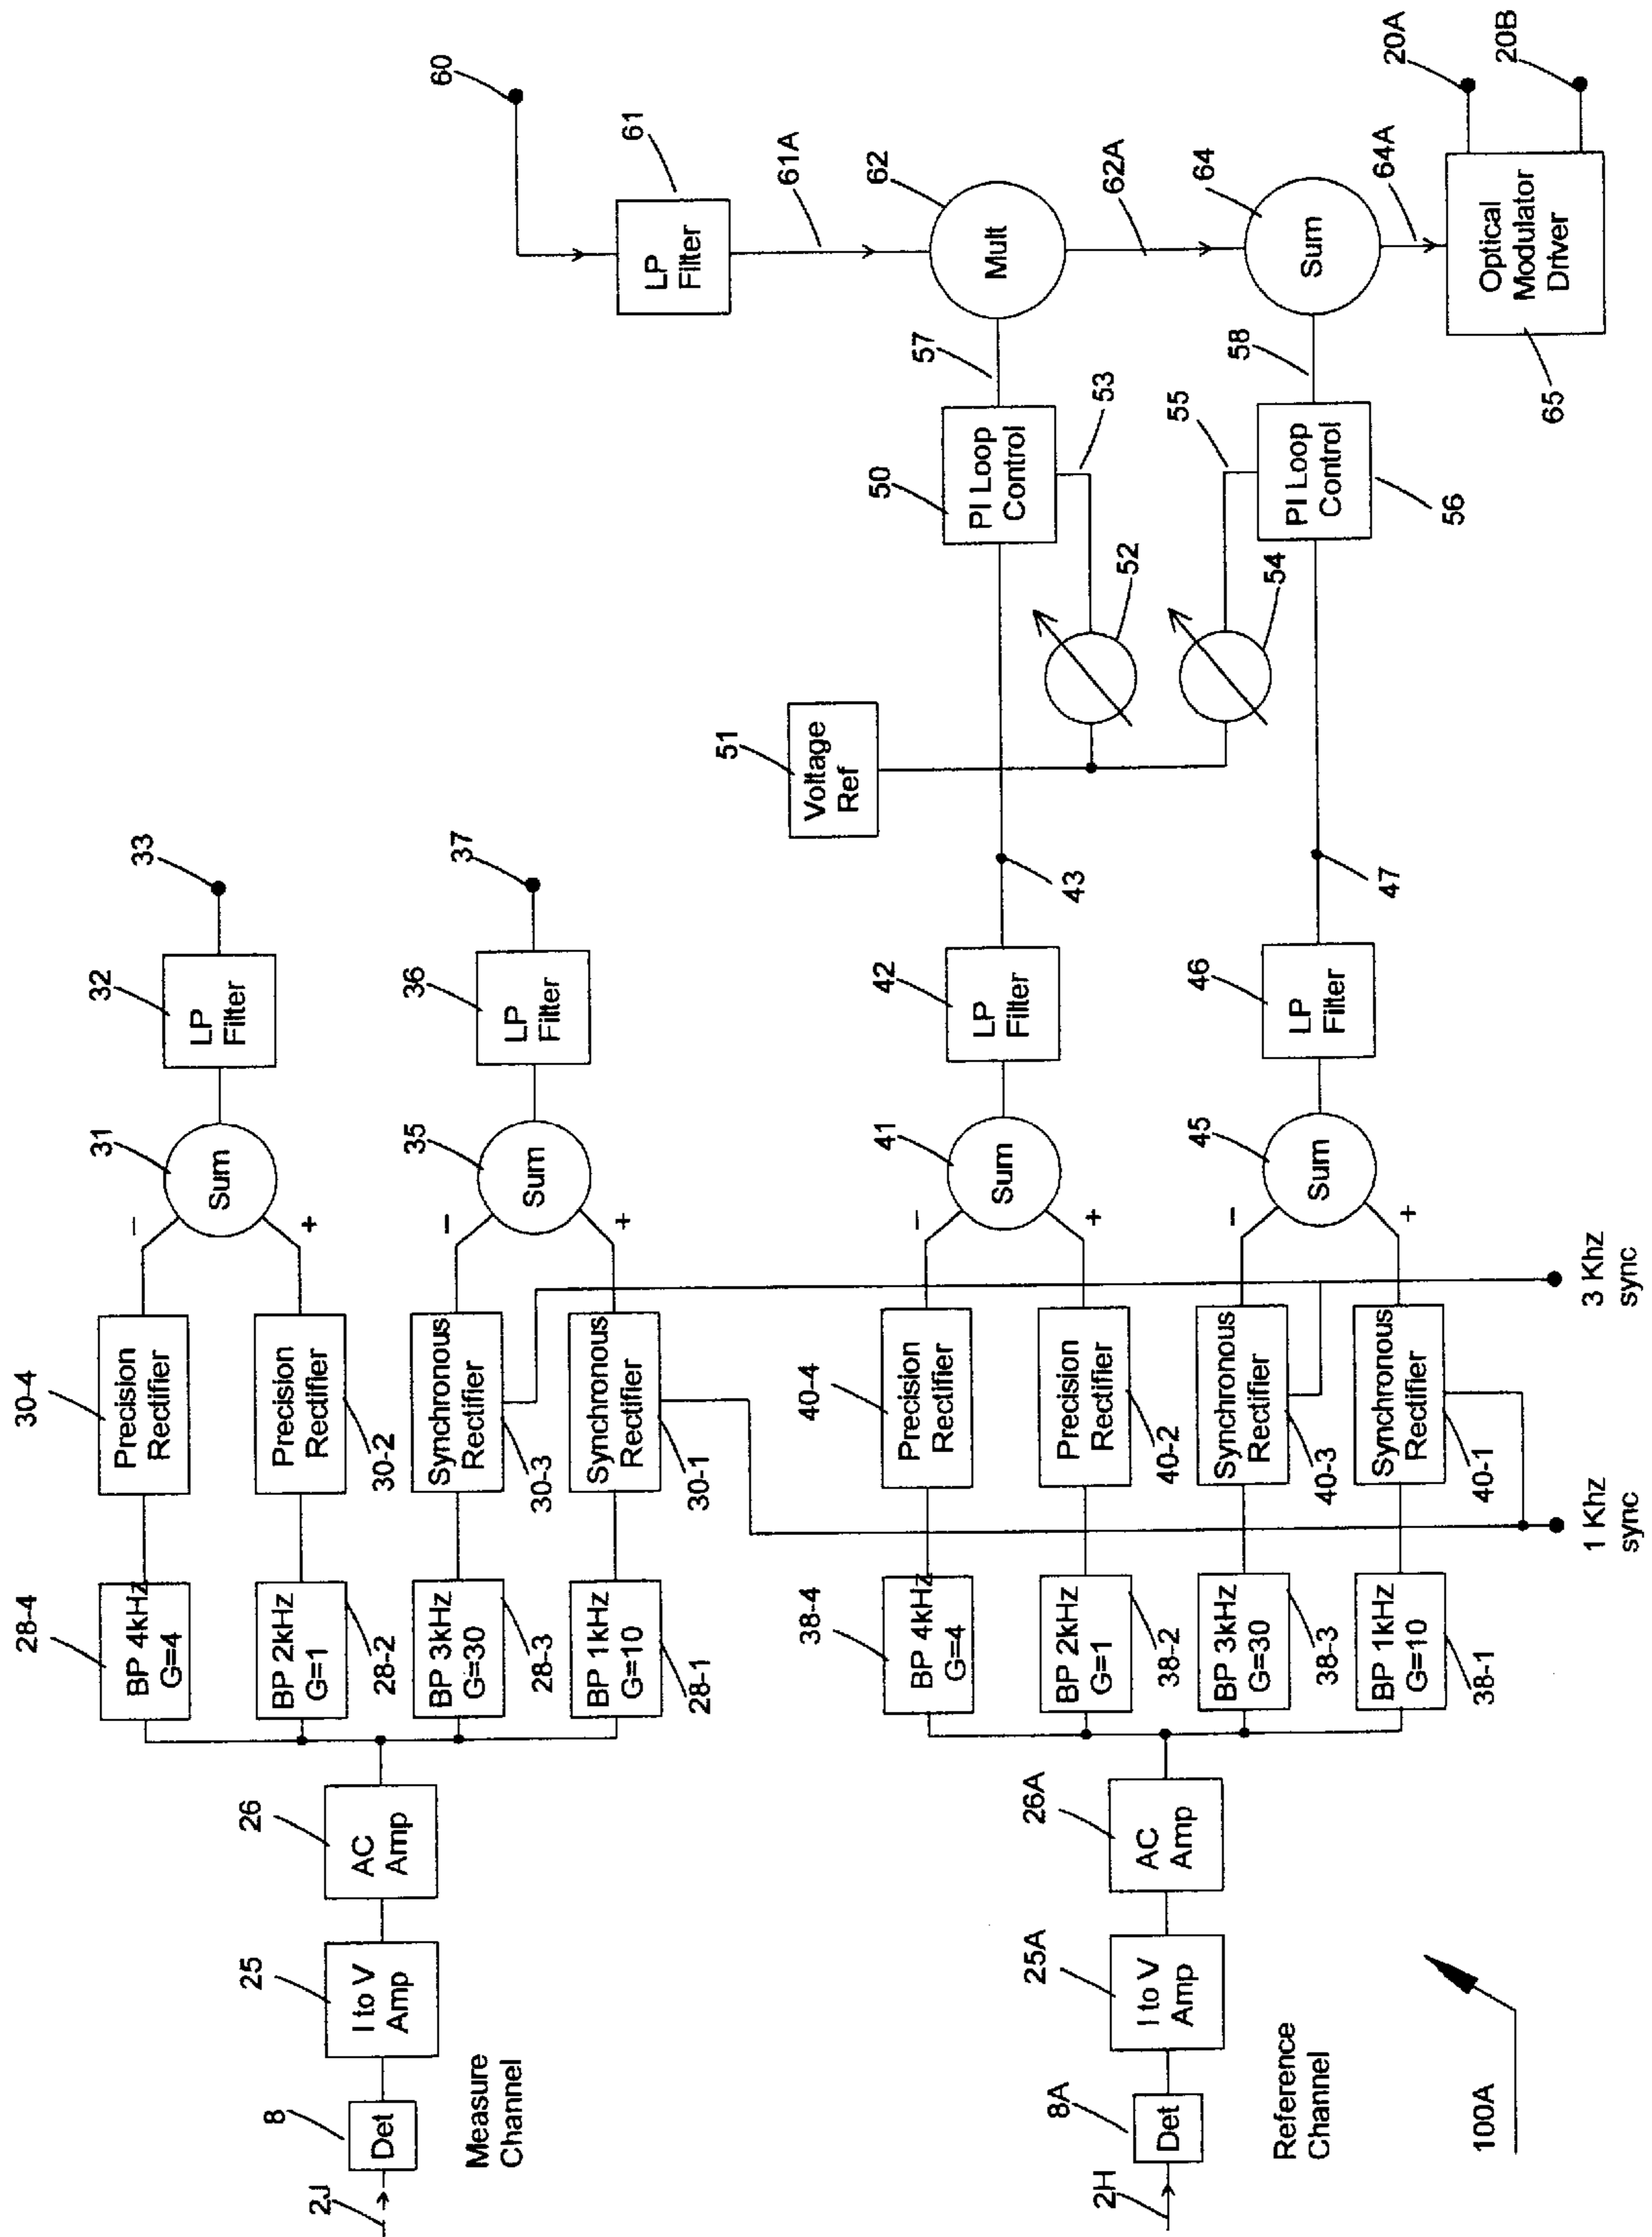 2J
8
Det
Measure
Channel
25
I to V
Amp
26
AC
Amp
28-4
BP 4kHz
G=4
BP 2kHz
G=1
28-2
BP 3kHz
G=30
28-3
BP 1kHz
G=10
28-1
30-4
Precision
Rectifier
Precision
Rectifier
30-2
Synchronous
Rectifier
30-3
Synchronous
Rectifier
30-1
−
+
31
Sum
−
+
35
Sum
32
LP
Filter
33
36
LP
Filter
37
2H
8A
Det
Reference
Channel
25A
I to V
Amp
26A
AC
Amp
38-4
BP 4kHz
G=4
BP 2kHz
G=1
38-2
BP 3kHz
G=30
38-3
BP 1kHz
G=10
38-1
1 Khz
sync
40-4
Precision
Rectifier
Precision
Rectifier
40-2
Synchronous
Rectifier
40-3
Synchronous
Rectifier
40-1
3 Khz
sync
−
+
41
Sum
−
+
45
Sum
42
LP
Filter
43
46
LP
Filter
47
51
Voltage
Ref
52
53
54
55
50
PI Loop
Control
57
PI Loop
Control
56
58
60
61
LP
Filter
61A
62
Mult
62A
64
Sum
64A
Optical
Modulator
Driver
65
20A
20B
100A